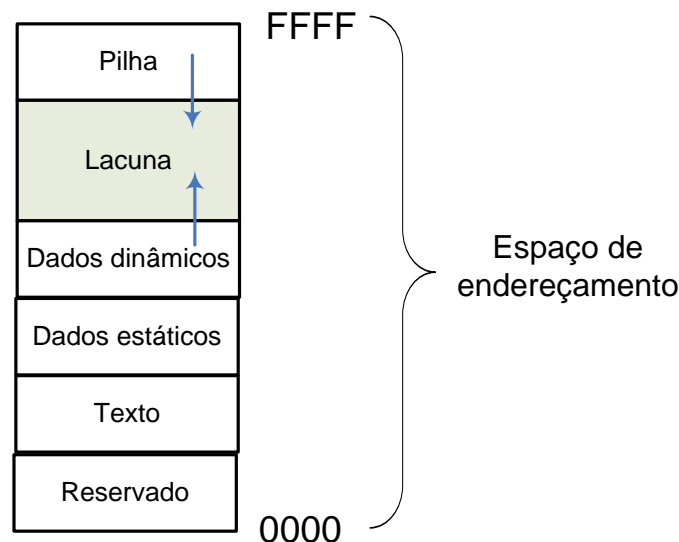 FFFF
Pilha
Lacuna
Dados dinâmicos
Espaço de
endereçamento
Dados estáticos
Texto
Reservado
0000